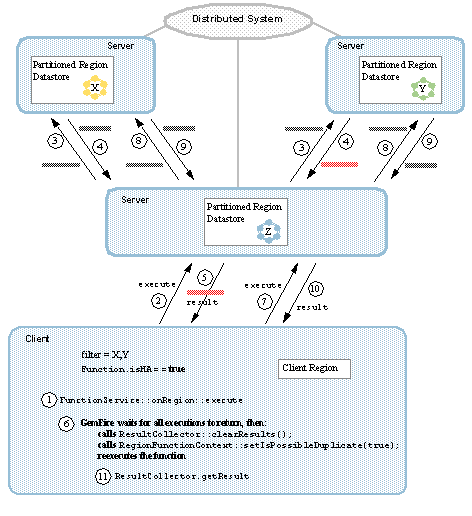 Distributed System
Server
Partitioned Region
Datastore
X
Server
Partitioned Region
Datastore
Y
3
4
8
9
3
4
8
9
Server
Partitioned Region
Datastore
Z
execute
2
5
result
execute
7
10
result
Client
filter = X,Y
Function.isHA==true
Client Region
1 FunctionService::onRegion::execute
6 GemFire waits for all executions to return, then:
calls ResultCollector::clearResults();
calls RegionFunctionContext::setIsPossibleDuplicate(true);
reexecutes the function
11 ResultCollector.getResult